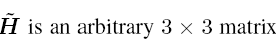 H̃ is an arbitrary 3 × 3 matrix